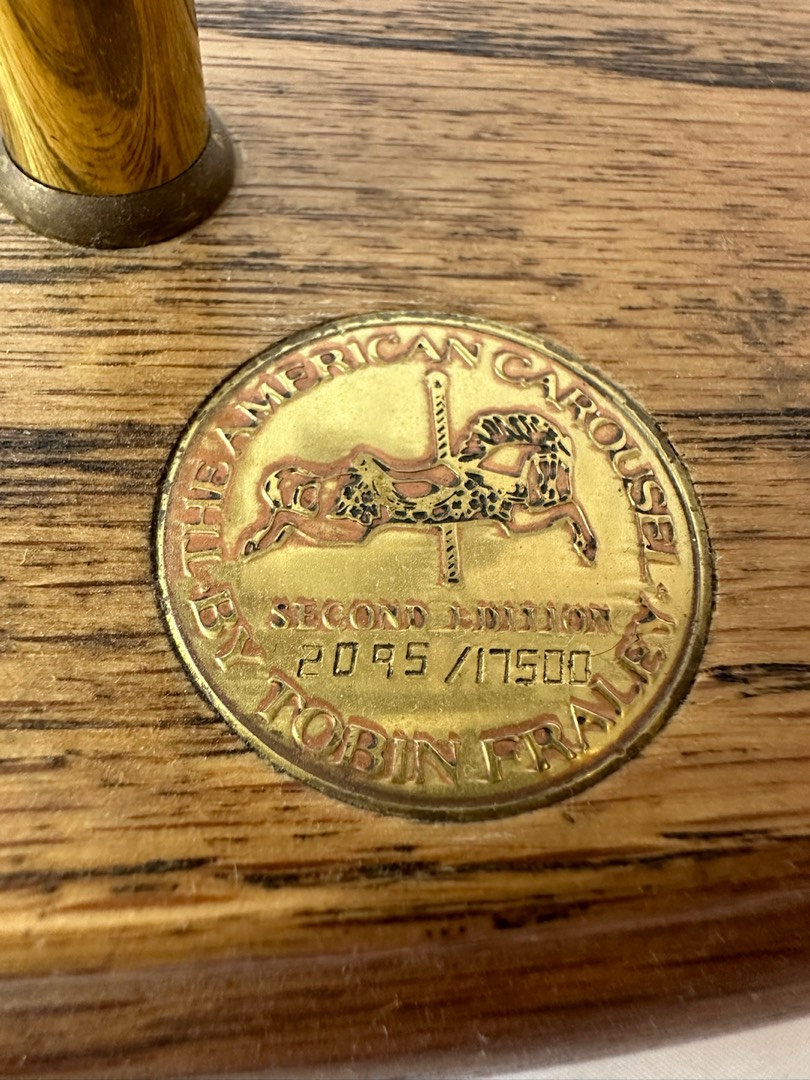 THE AMERICAN CAROUSEL
SECOND EDITION
2095/17500
BY TOBIN FRALEY